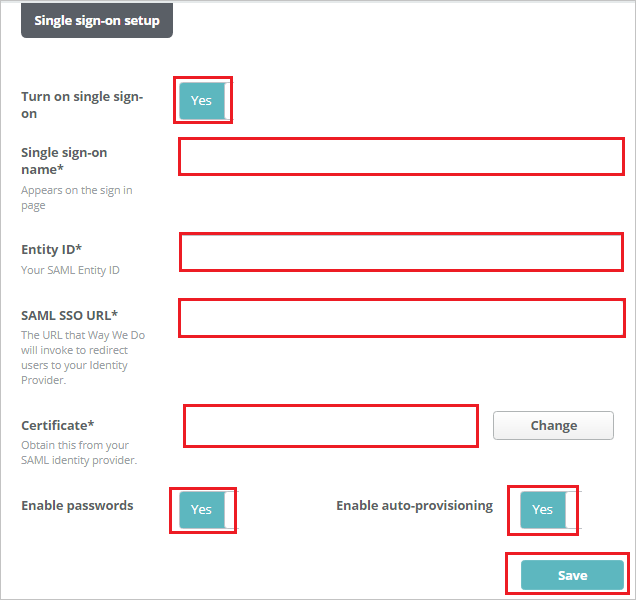 Single sign-on setup
Turn on single sign-
on
Yes
Single sign-on
name*
Appears on the sign in
page
Entity ID*
Your SAML Entity ID
SAML SSO URL*
The URL that Way We Do
will invoke to redirect
users to your Identity
Provider.
Certificate*
Change
Obtain this from your
SAML identity provider.
Enable passwords
Yes
Enable auto-provisioning
Yes
Save